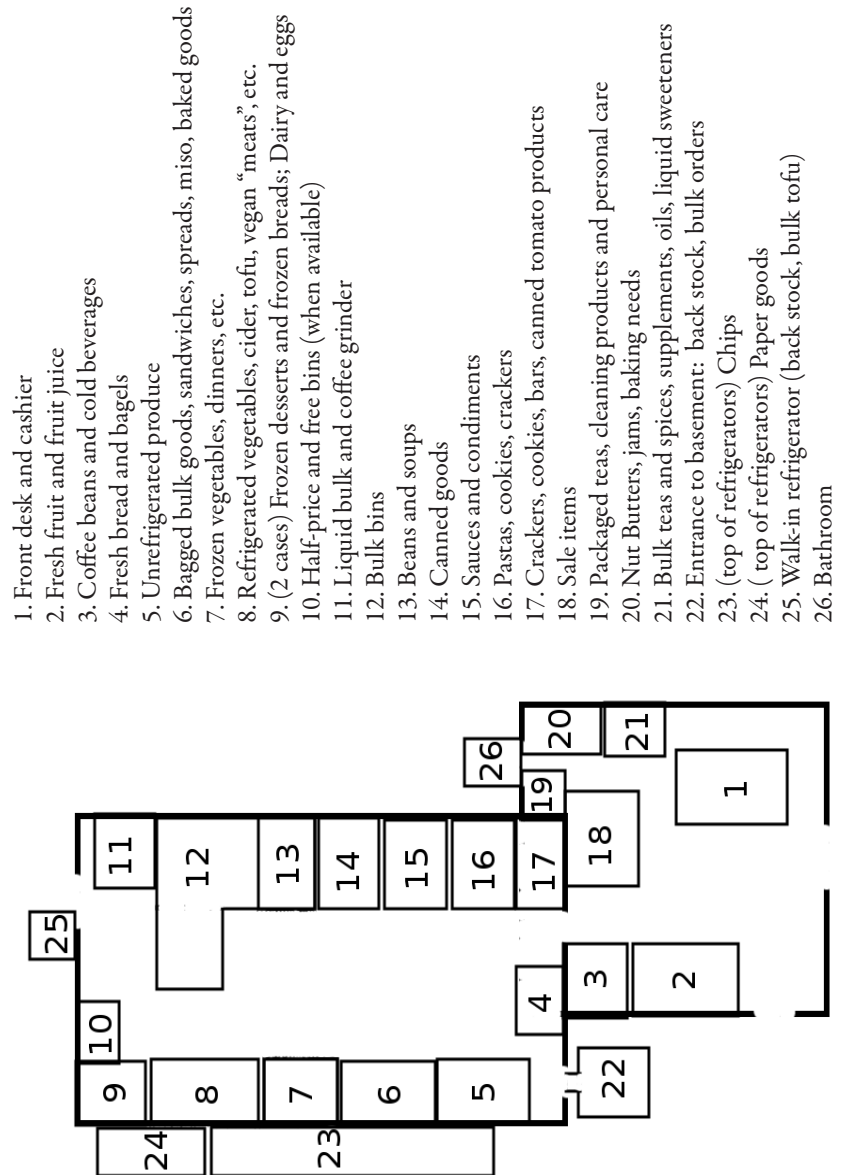 1. Front desk and cashier
2. Fresh fruit and fruit juice
3. Coffee beans and cold beverages
4. Fresh bread and bagels
5. Unrefrigerated produce
6. Bagged bulk goods, sandwiches, spreads, miso, baked goods
7. Frozen vegetables, dinners, etc.
8. Refrigerated vegetables, cider, tofu, vegan “meats”, etc.
9. (2 cases) Frozen desserts and frozen breads; Dairy and eggs
10. Half-price and free bins (when available)
11. Liquid bulk and coffee grinder
12. Bulk bins
13. Beans and soups
14. Canned goods
15. Sauces and condiments
16. Pastas, cookies, crackers
17. Crackers, cookies, bars, canned tomato products
18. Sale items
19. Packaged teas, cleaning products and personal care
20. Nut Butters, jams, baking needs
21. Bulk teas and spices, supplements, oils, liquid sweeteners
22. Entrance to basement: back stock, bulk orders
23. (top of refrigerators) Chips
24. ( top of refrigerators) Paper goods
25. Walk-in refrigerator (back stock, bulk tofu)
26. Bathroom
24
23
9
8
7
6
5
10
25
4
22
3
2
11
12
13
14
15
16
17
18
19
26
20
21
1